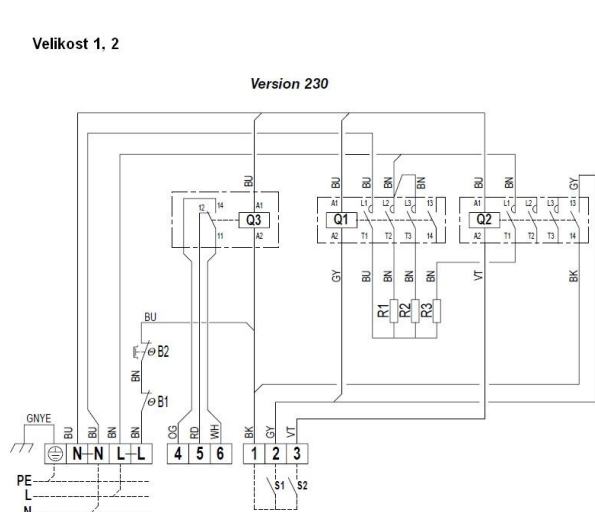 Velikost 1, 2
Version 230
BU BU BU BN BN BU BN GY
12 14 A1 A1 L1 L2 L3 13 A1 L1 L2 L3 13
Q3 Q1 Q2
11 A2 A2 T1 T2 T3 14 A2 T1 T2 T3 14
GY BU BN BN BN VT BK
R1 R2 R3
BU
B2
BN
B1
GNYE
BU BU BN BN OG RD WH BK GY VT
N N L L 4 5 6 1 2 3
PE
L
N
S1 S2